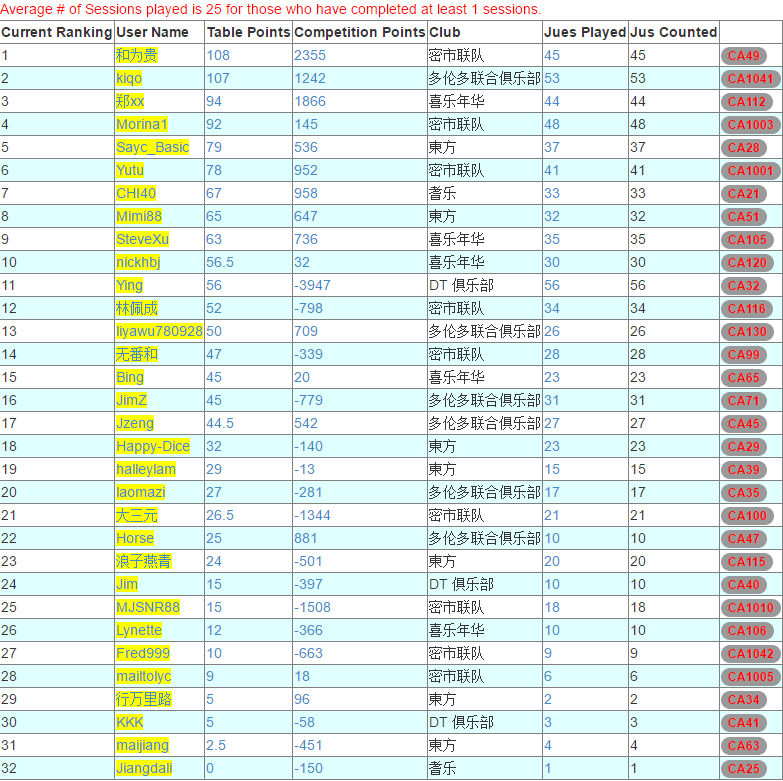 Average # of Sessions played is 25 for those who have completed at least 1 sessions.
Current Ranking User Name Table Points Competition Points Club Jues Played Jus Counted
1 和为贵 108 2355 密市联队 45 45 CA49
2 kiqo 107 1242 多伦多联合俱乐部 53 53 CA1041
3 郑xx 94 1866 喜乐年华 44 44 CA112
4 Morina1 92 145 密市联队 48 48 CA1003
5 Sayc_Basic 79 536 東方 37 37 CA28
6 Yutu 78 952 密市联队 41 41 CA1001
7 CHI40 67 958 耆乐 33 33 CA21
8 Mimi88 65 647 東方 32 32 CA51
9 SteveXu 63 736 喜乐年华 35 35 CA105
10 nickhbj 56.5 32 喜乐年华 30 30 CA120
11 Ying 56 -3947 DT 俱乐部 56 56 CA32
12 林佩成 52 -798 密市联队 34 34 CA116
13 liyawu780928 50 709 多伦多联合俱乐部 26 26 CA130
14 无番和 47 -339 密市联队 28 28 CA99
15 Bing 45 20 喜乐年华 23 23 CA65
16 JimZ 45 -779 多伦多联合俱乐部 31 31 CA71
17 Jzeng 44.5 542 多伦多联合俱乐部 27 27 CA45
18 Happy-Dice 32 -140 東方 23 23 CA29
19 halleylam 29 -13 東方 15 15 CA39
20 laomazi 27 -281 多伦多联合俱乐部 17 17 CA35
21 大三元 26.5 -1344 密市联队 21 21 CA100
22 Horse 25 881 多伦多联合俱乐部 10 10 CA47
23 浪子燕青 24 -501 東方 20 20 CA115
24 Jim 15 -397 DT 俱乐部 10 10 CA40
25 MJSNR88 15 -1508 密市联队 18 18 CA1010
26 Lynette 12 -366 喜乐年华 10 10 CA106
27 Fred999 10 -663 密市联队 9 9 CA1042
28 mailtolyc 9 18 密市联队 6 6 CA1005
29 行万里路 5 96 東方 2 2 CA34
30 KKK 5 -58 DT 俱乐部 3 3 CA41
31 maijiang 2.5 -451 東方 4 4 CA63
32 Jiangdali 0 -150 耆乐 1 1 CA25